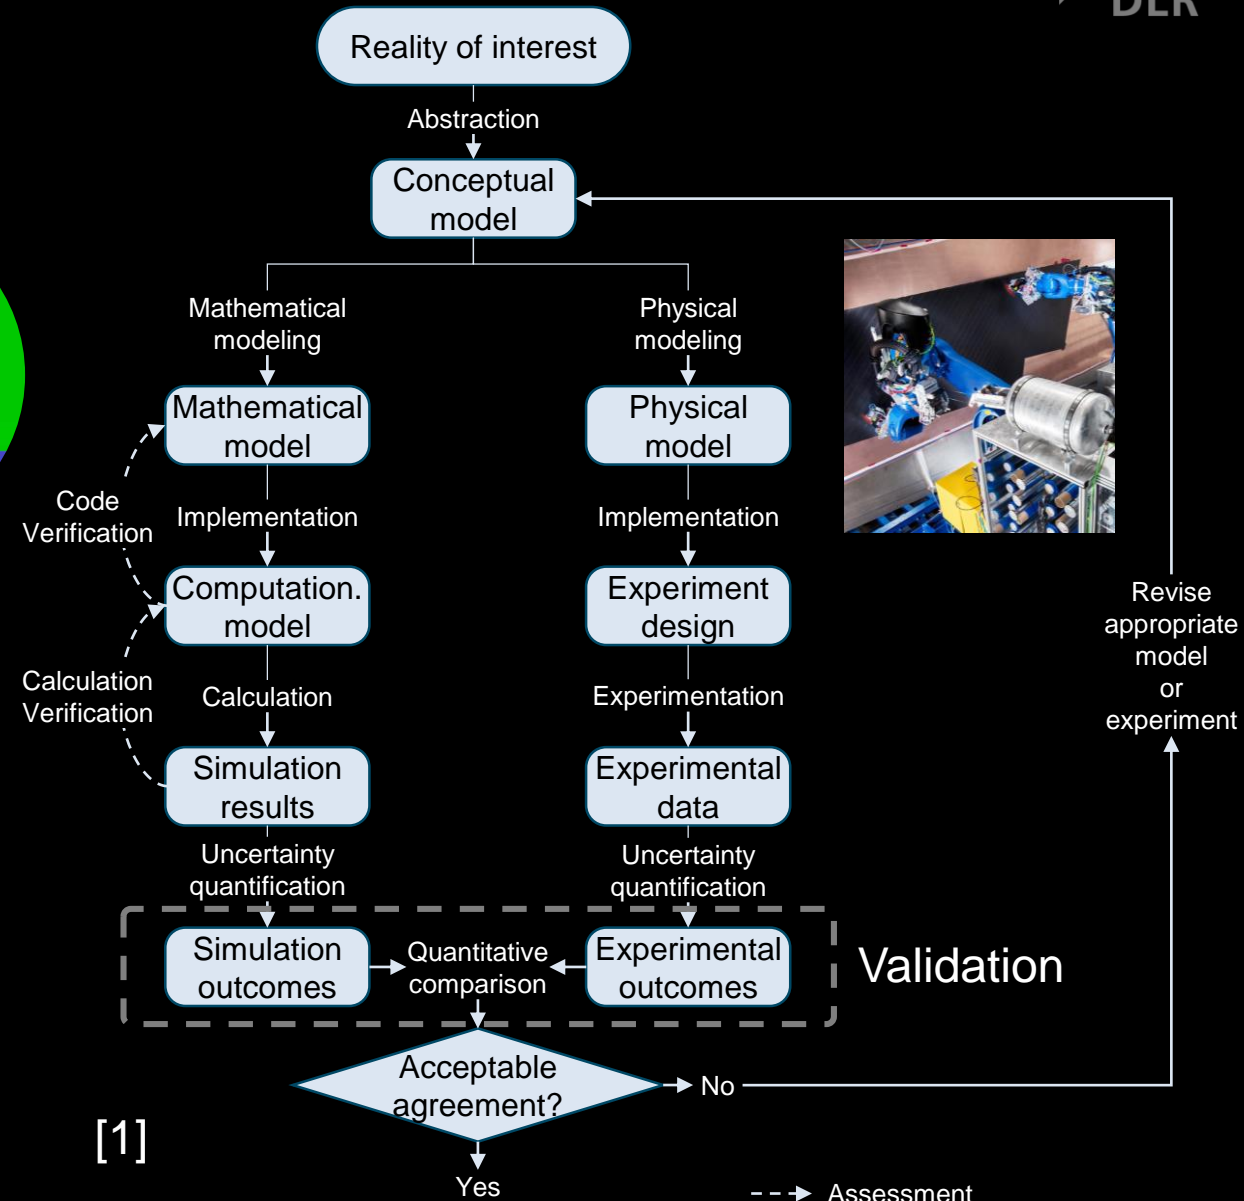 DLR
Reality of interest
Abstraction
Conceptual
model
Mathematical
modeling
Physical
modeling
Mathematical
model
Physical
model
Code
Verification
Implementation
Implementation
Computation.
model
Experiment
design
Revise
appropriate
model
or
experiment
Calculation
Verification
Calculation
Experimentation
Simulation
results
Experimental
data
Uncertainty
quantification
Uncertainty
quantification
Simulation
outcomes
Quantitative
comparison
Experimental
outcomes
Validation
Acceptable
agreement?
No
[1]
Yes
Assessment